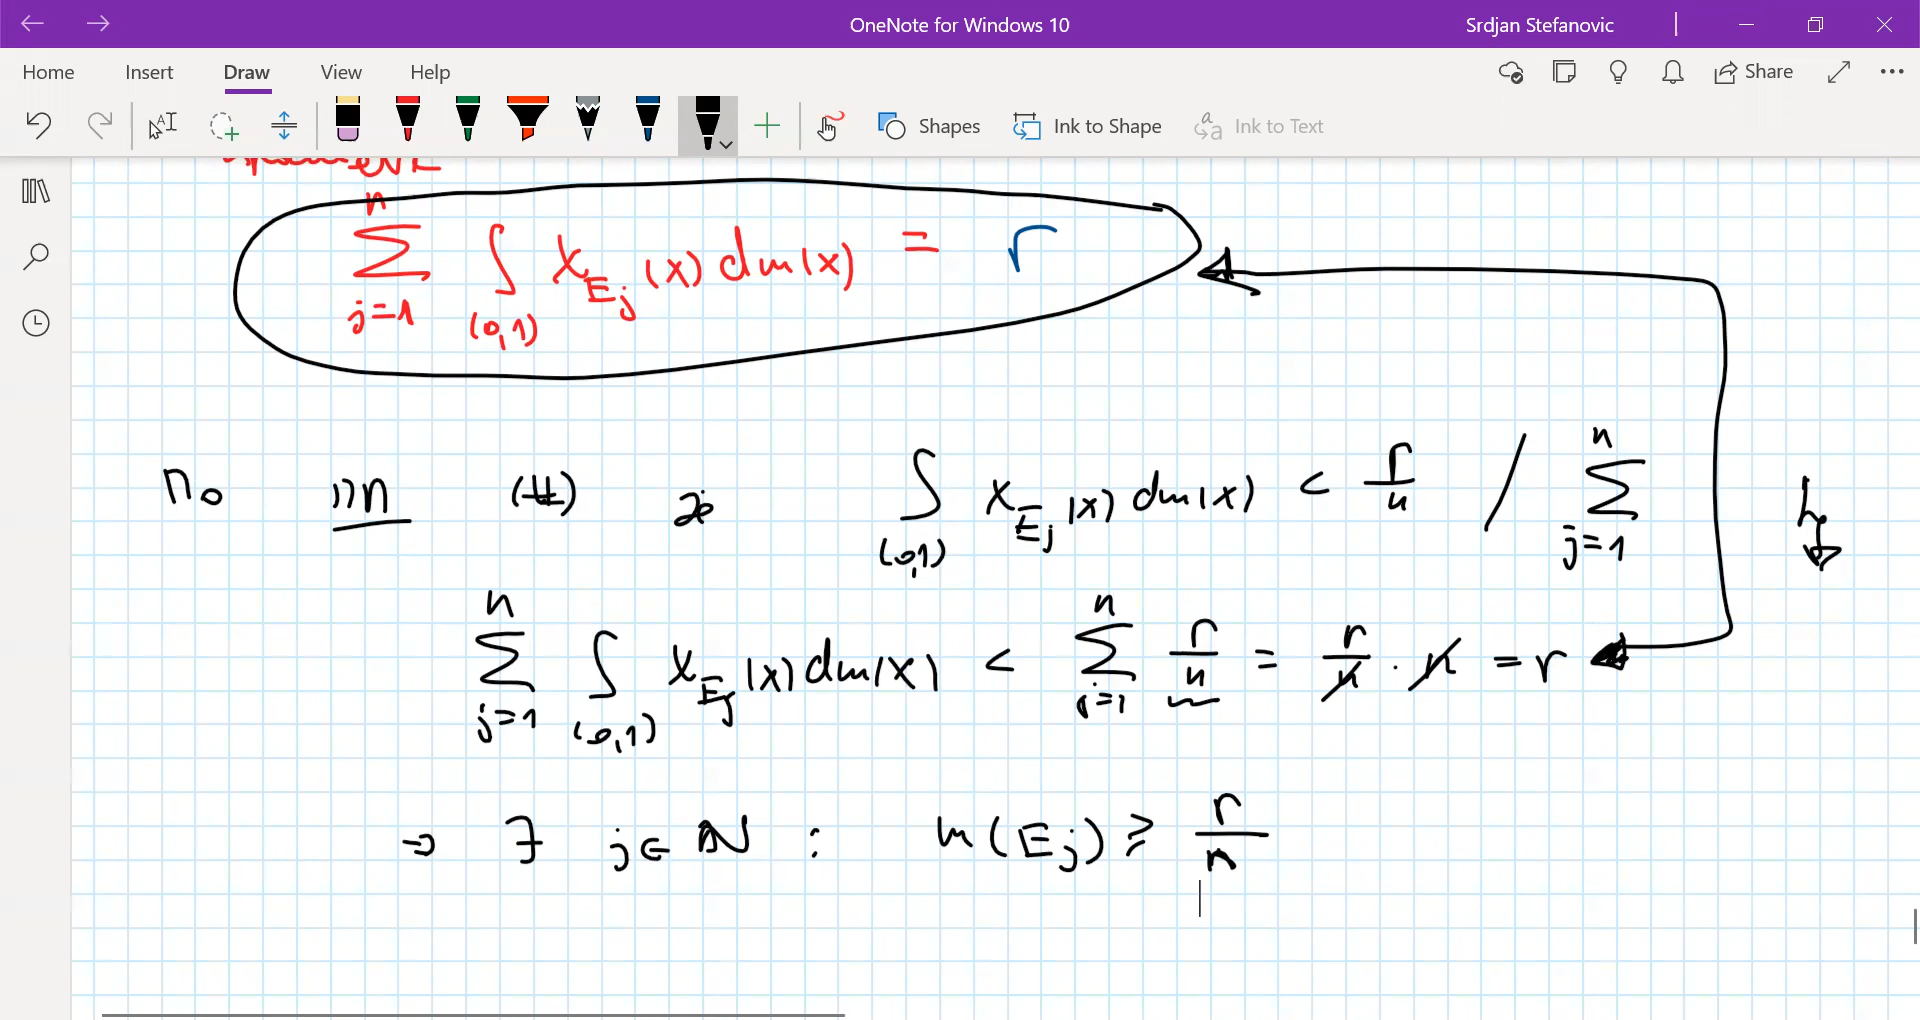 OneNote for Windows 10
Srdjan Stefanovic
Home Insert Draw View Help
Share
Shapes Ink to Shape Ink to Text
n
∑ ∫ χ_{E_j}(x) dm(x) = r
j=1 (0,1)
∫_{(0,1)} χ_{E_j}(x) dm(x) < r/n / ∑_{j=1}^{n}
∑_{j=1}^{n} ∫_{(0,1)} χ_{E_j}(x) dm(x) < ∑_{j=1}^{n} r/n = r/n · n = r
⇒ ∃ j ∈ N : m(E_j) ≥ r/n